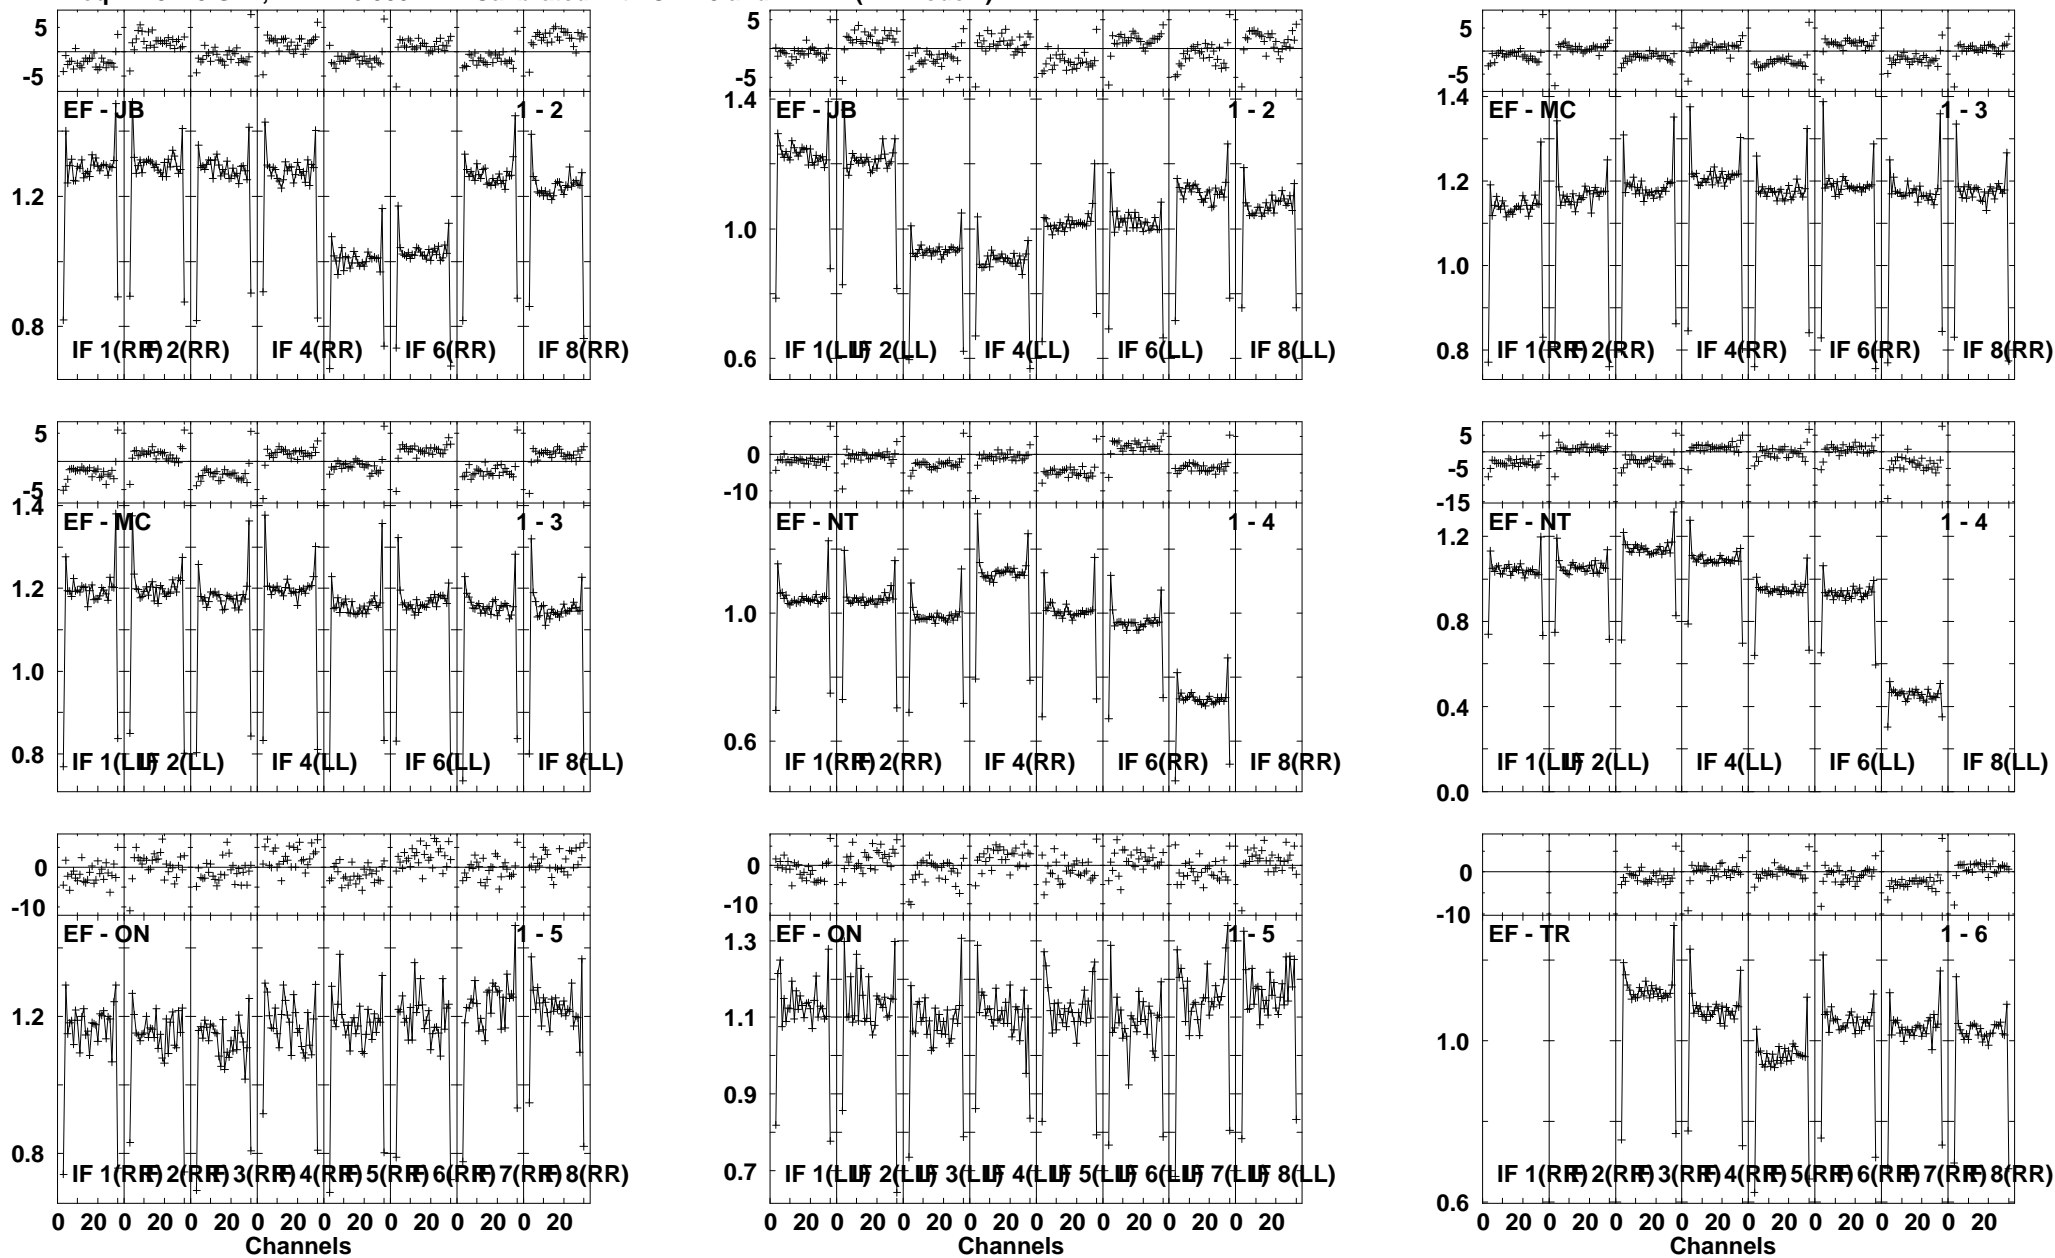 5
-5
EF - JB
1 - 2
1.2
0.8
IF 1(RR)
IF 2(RR)
IF 4(RR)
IF 6(RR)
IF 8(RR)
5
-5
1.4
EF - JB
1 - 2
1.0
0.6
IF 1(LL)
IF 2(LL)
IF 4(LL)
IF 6(LL)
IF 8(LL)
5
-5
1.4
EF - MC
1 - 3
1.2
1.0
0.8
IF 1(RR)
IF 2(RR)
IF 4(RR)
IF 6(RR)
IF 8(RR)
5
-5
1.4
EF - MC
1 - 3
1.2
1.0
0.8
IF 1(LL)
IF 2(LL)
IF 4(LL)
IF 6(LL)
IF 8(LL)
0
-10
EF - NT
1 - 4
1.0
0.6
IF 1(RR)
IF 2(RR)
IF 4(RR)
IF 6(RR)
IF 8(RR)
5
-5
-15
EF - NT
1 - 4
1.2
0.8
0.4
0.0
IF 1(LL)
IF 2(LL)
IF 4(LL)
IF 6(LL)
IF 8(LL)
0
-10
EF - ON
1 - 5
1.2
0.8
IF 1(RR)
IF 2(RR)
IF 3(RR)
IF 4(RR)
IF 5(RR)
IF 6(RR)
IF 7(RR)
IF 8(RR)
0 20 0 20 0 20 0 20 0 20 0 20 0 20 0 20
Channels
0
-10
EF - ON
1 - 5
1.3
1.1
0.9
0.7
IF 1(LL)
IF 2(LL)
IF 3(LL)
IF 4(LL)
IF 5(LL)
IF 6(LL)
IF 7(LL)
IF 8(LL)
0 20 0 20 0 20 0 20 0 20 0 20 0 20 0 20
Channels
0
-10
EF - TR
1 - 6
1.0
0.6
IF 1(RR)
IF 2(RR)
IF 3(RR)
IF 4(RR)
IF 5(RR)
IF 6(RR)
IF 7(RR)
IF 8(RR)
0 20 0 20 0 20 0 20 0 20 0 20 0 20 0 20
Channels